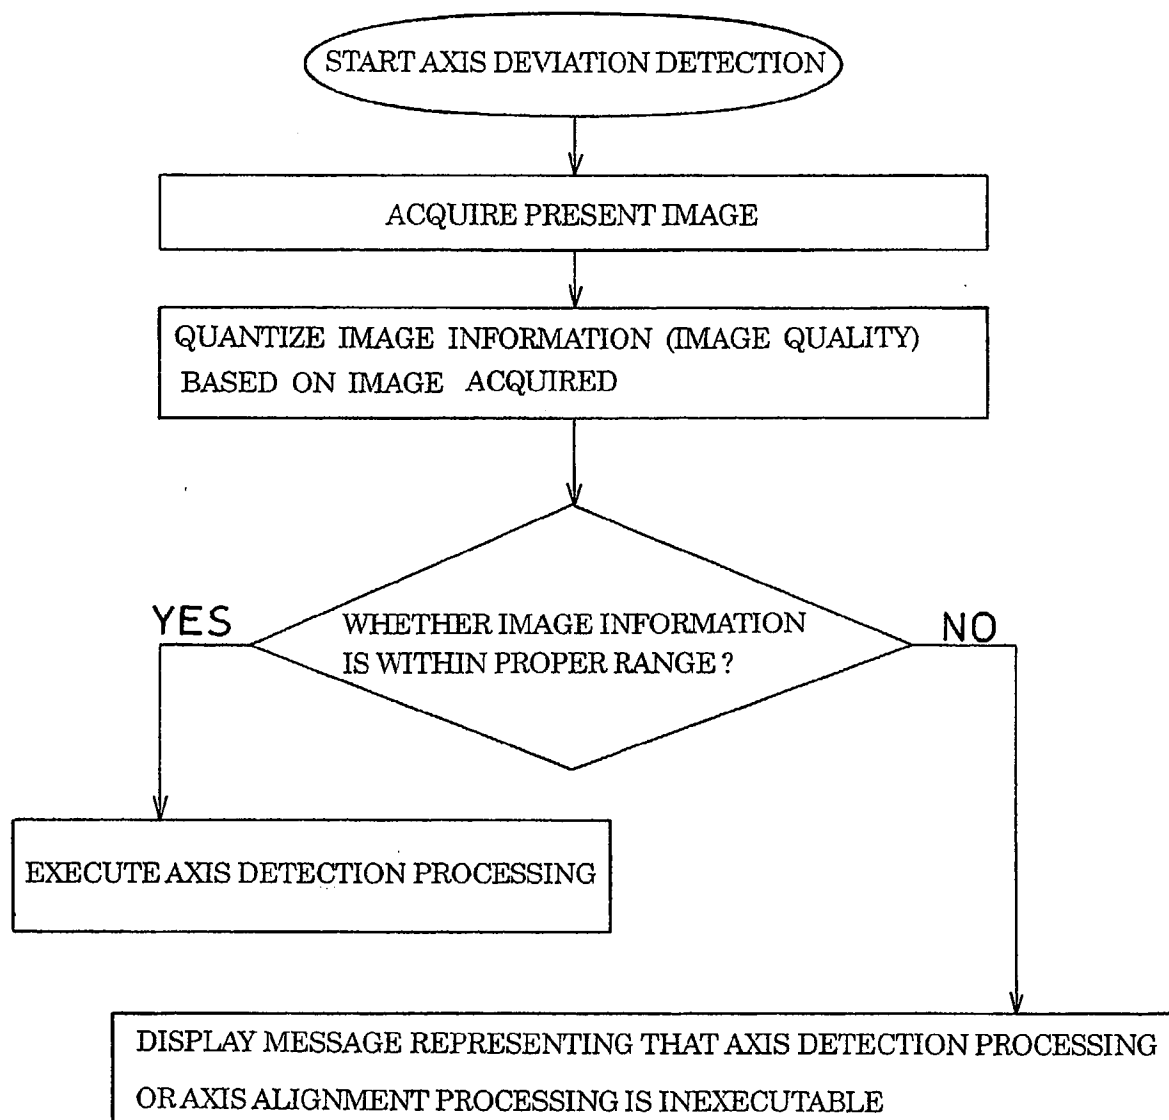 START AXIS DEVIATION DETECTION
ACQUIRE PRESENT IMAGE
QUANTIZE IMAGE INFORMATION (IMAGE QUALITY)
BASED ON IMAGE ACQUIRED
WHETHER IMAGE INFORMATION
IS WITHIN PROPER RANGE ?
YES
NO
EXECUTE AXIS DETECTION PROCESSING
DISPLAY MESSAGE REPRESENTING THAT AXIS DETECTION PROCESSING
OR AXIS ALIGNMENT PROCESSING IS INEXECUTABLE